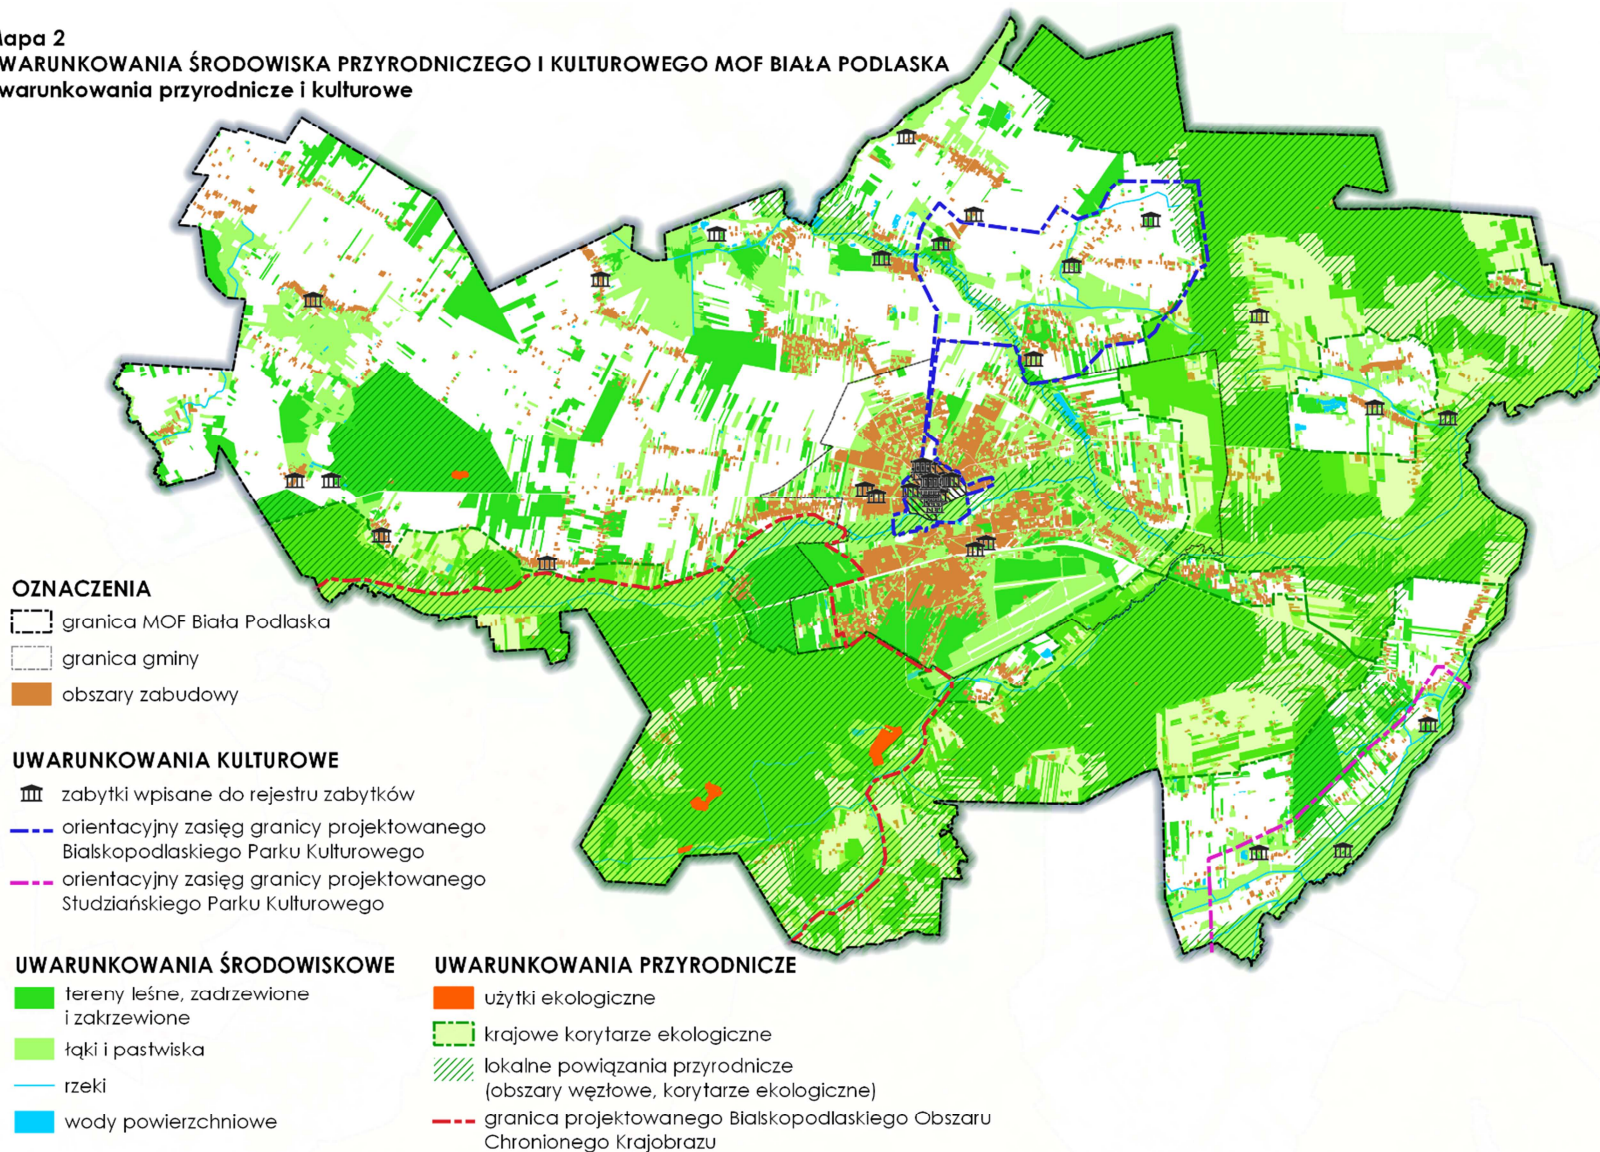 Mapa 2
WARUNKOWANIA ŚRODOWISKA PRZYRODNICZEGO I KULTUROWEGO MOF BIAŁA PODLASKA
warunkowania przyrodnicze i kulturowe
OZNACZENIA
granica MOF Biała Podlaska
granica gminy
obszary zabudowy
UWARUNKOWANIA KULTUROWE
zabytki wpisane do rejestru zabytków
orientacyjny zasięg granicy projektowanego
Bialskopodlaskiego Parku Kulturowego
orientacyjny zasięg granicy projektowanego
Studziańskiego Parku Kulturowego
UWARUNKOWANIA ŚRODOWISKOWE
tereny leśne, zadrzewione
i zakrzewione
łąki i pastwiska
rzeki
wody powierzchniowe
UWARUNKOWANIA PRZYRODNICZE
użytki ekologiczne
krajowe korytarze ekologiczne
lokalne powiązania przyrodnicze
(obszary węzłowe, korytarze ekologiczne)
granica projektowanego Bialskopodlaskiego Obszaru
Chronionego Krajobrazu